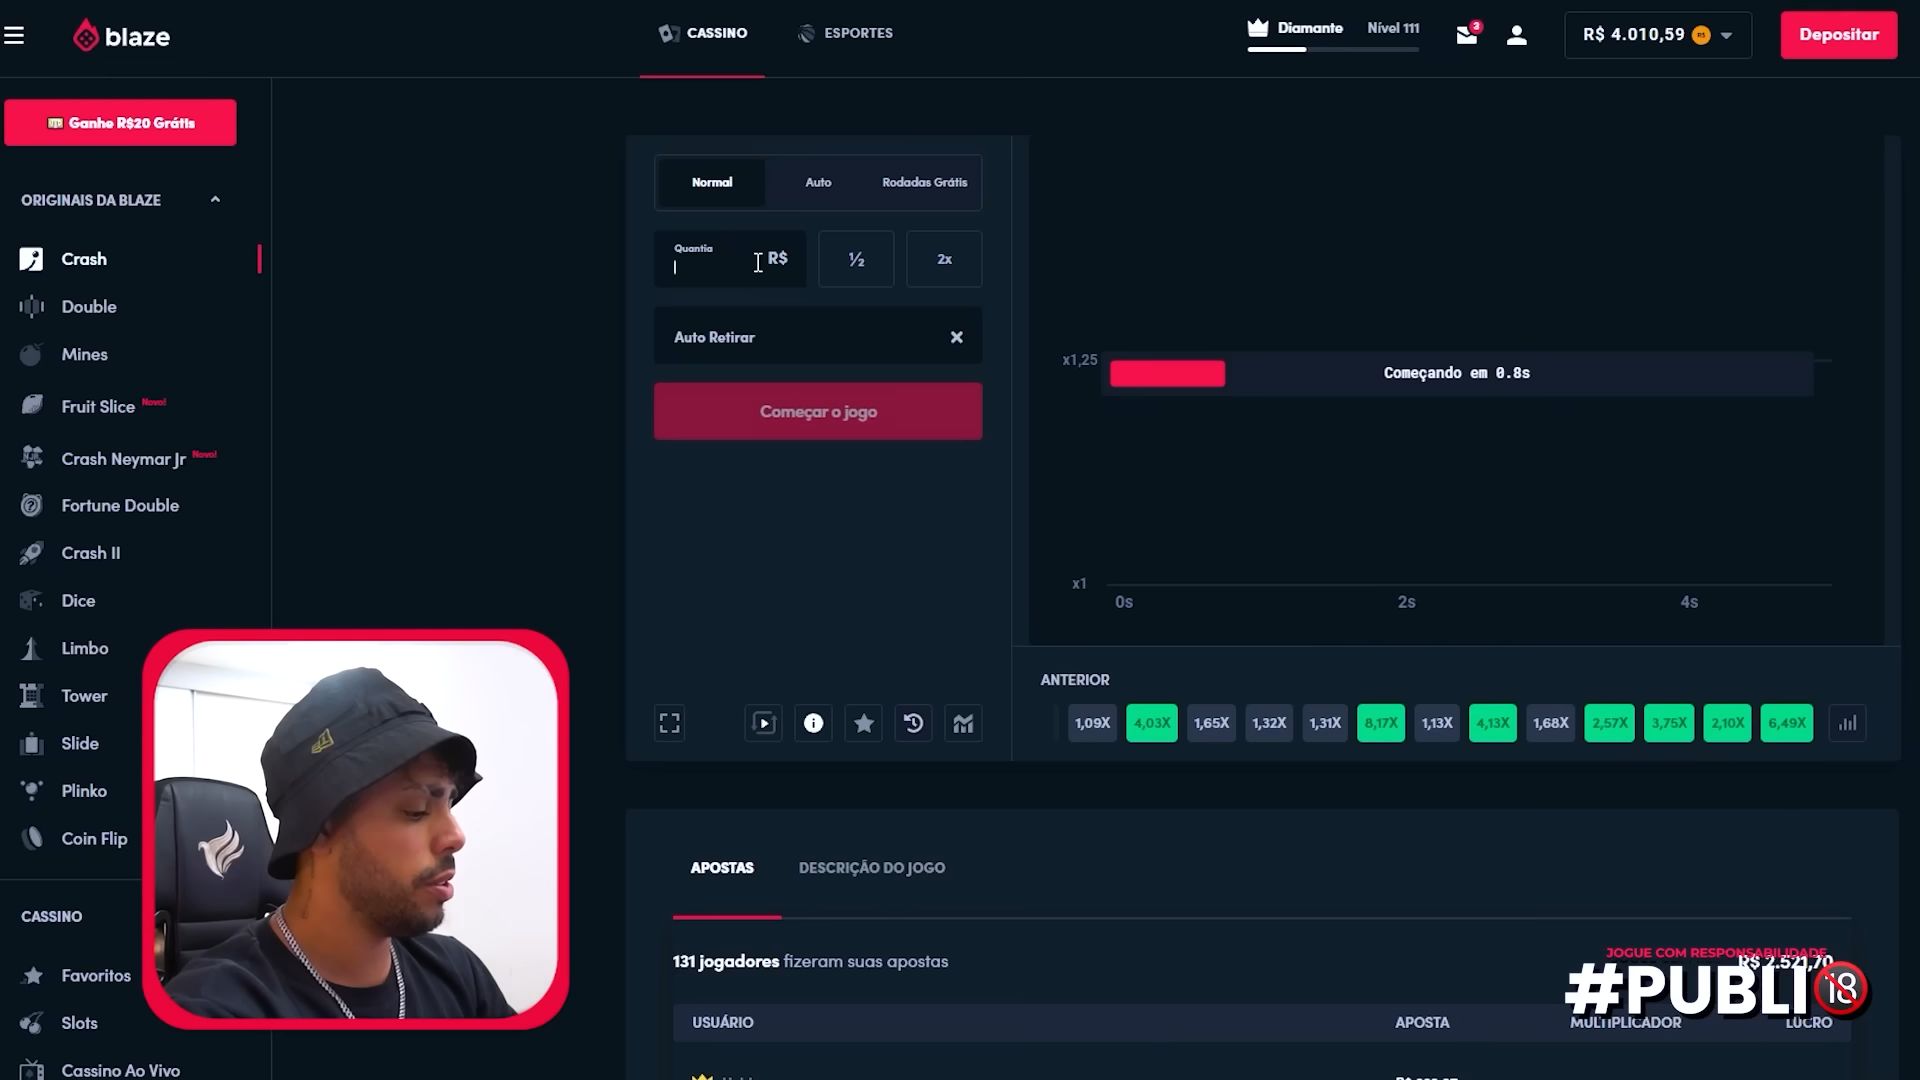 blaze
CASSINO
ESPORTES
Diamante
Nível 111
3
R$ 4.010,59
R$
Depositar
Ganhe R$20 Grátis
ORIGINAIS DA BLAZE
Crash
Double
Mines
Fruit Slice Novo!
Crash Neymar Jr Novo!
Fortune Double
Crash II
Dice
Limbo
Tower
Slide
Plinko
Coin Flip
CASSINO
Favoritos
Slots
Cassino Ao Vivo
Normal
Auto
Rodadas Grátis
Quantia
R$
½
2x
Auto Retirar
Começar o jogo
x1,25
Começando em 0.8s
x1
0s
2s
4s
ANTERIOR
1,09X
4,03X
1,65X
1,32X
1,31X
8,17X
1,13X
4,13X
1,68X
2,57X
3,75X
2,10X
6,49X
APOSTAS
DESCRIÇÃO DO JOGO
131 jogadores fizeram suas apostas
R$ 2.521,70
JOGUE COM RESPONSABILIDADE
#PUBLI
18
USUÁRIO
APOSTA
MULTIPLICADOR
LUCRO